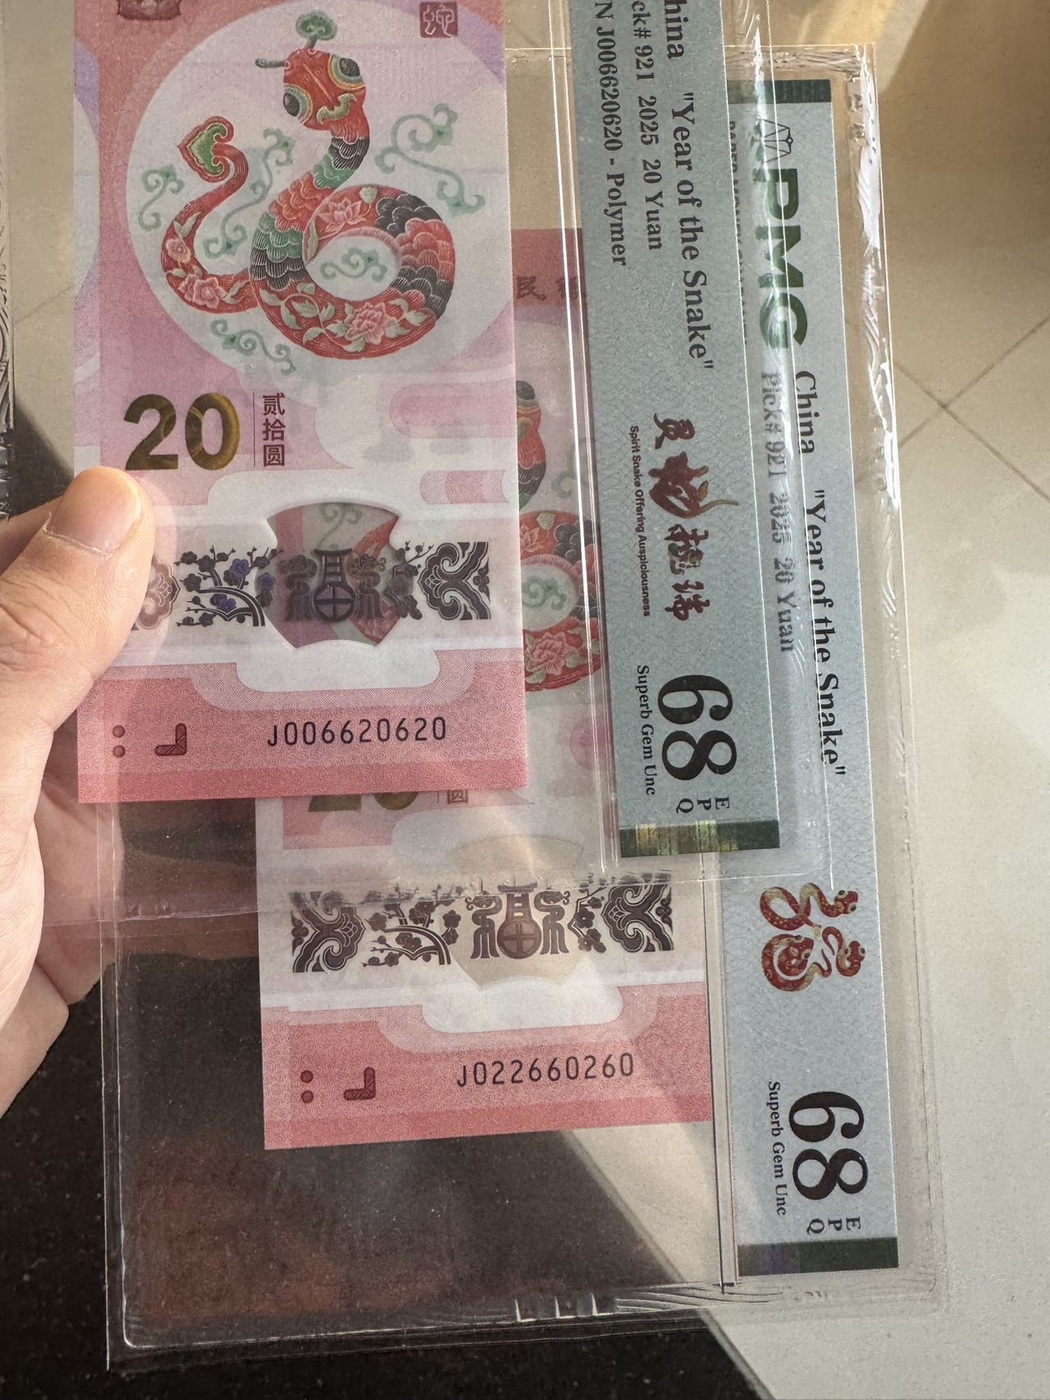 20
贰拾圆
J006620620
China "Year of the Snake"
Pick# 921 2025 20 Yuan
J006620620 - Polymer
灵蛇献瑞
Spirit Snake Offering Auspiciousness
68
EPQ
Superb Gem Unc
民
圆
J022660260
PMG
China "Year of the Snake"
Pick# 921 2025 20 Yuan
68
EPQ
Superb Gem Unc